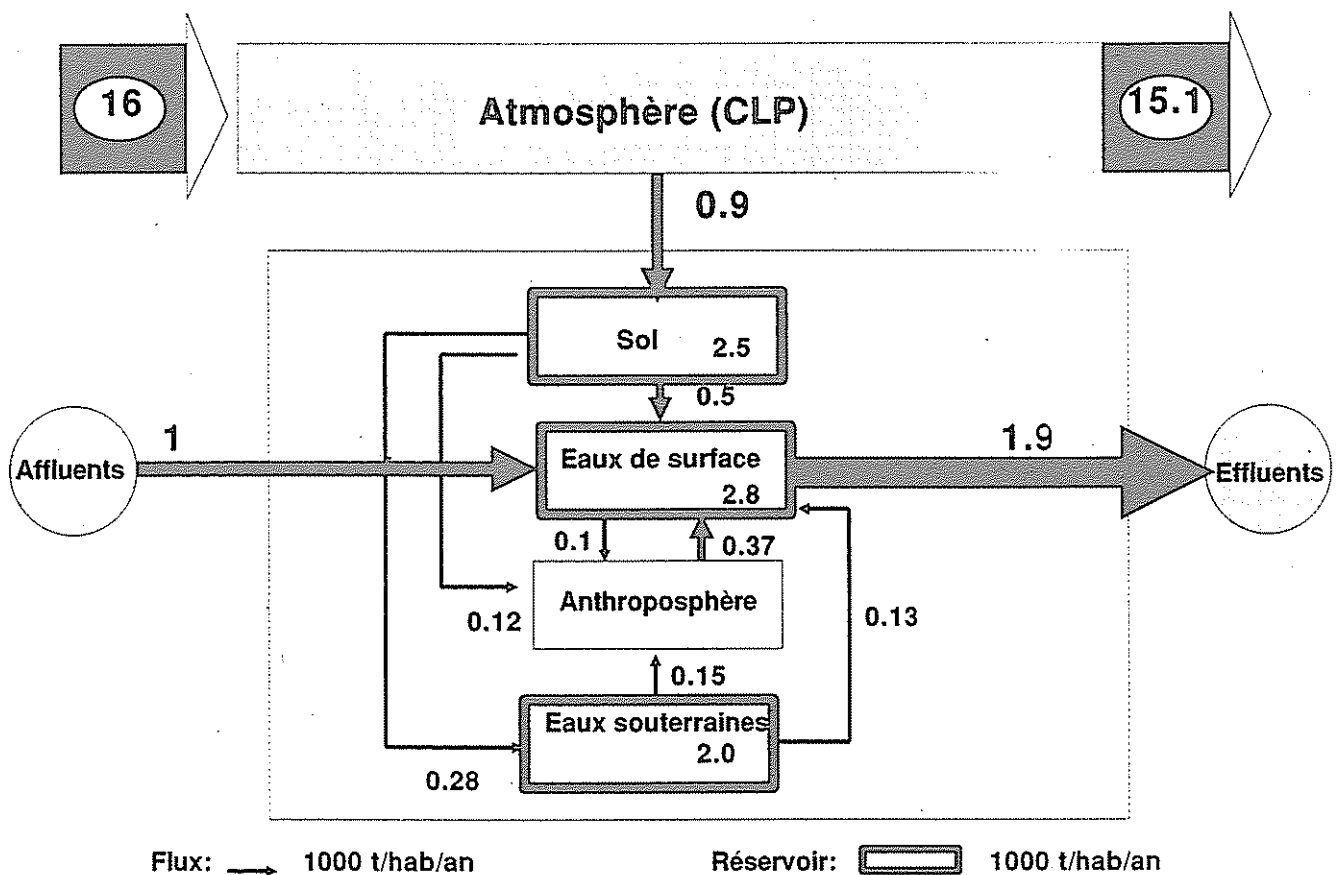 16
Atmosphère (CLP)
15.1
0.9
Sol 2.5
0.5
Affluents
1
Eaux de surface
2.8
1.9
Effluents
0.1
0.37
Anthroposphère
0.12
0.13
0.15
Eaux souterraines
2.0
0.28
Flux: 1000 t/hab/an
Réservoir: 1000 t/hab/an